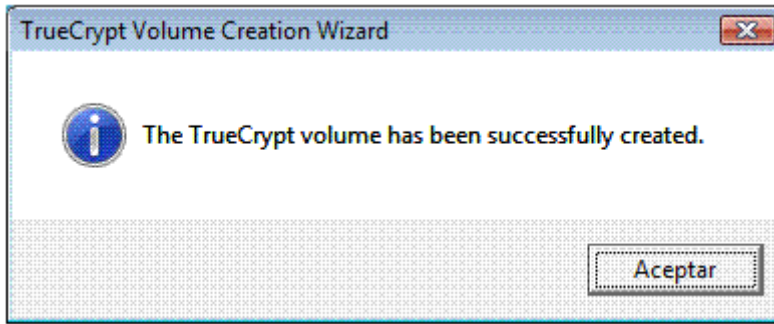 TrueCrypt Volume Creation Wizard
The TrueCrypt volume has been successfully created.
Aceptar